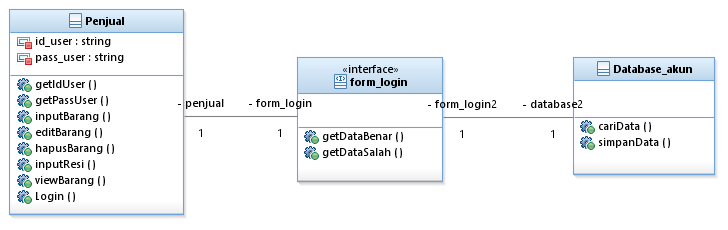 Penjual
id_user : string
pass_user : string
getIdUser ()
getPassUser ()
inputBarang ()
editBarang ()
hapusBarang ()
inputResi ()
viewBarang ()
Login ()
- penjual
1
- form_login
1
«interface»
form_login
getDataBenar ()
getDataSalah ()
- form_login2
1
- database2
1
Database_akun
cariData ()
simpanData ()